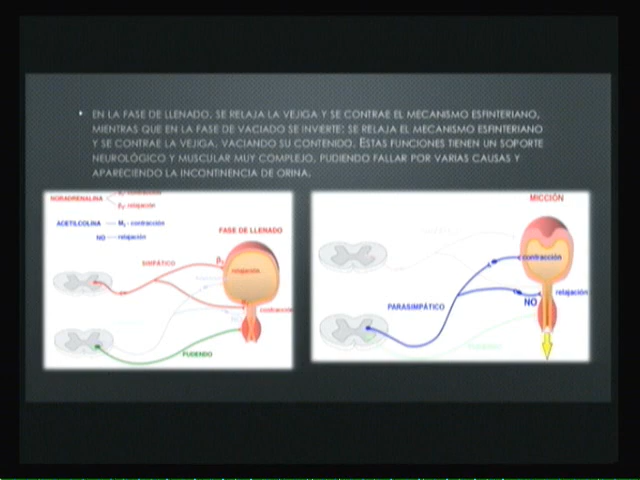 • EN LA FASE DE LLENADO, SE RELAJA LA VEJIGA Y SE CONTRAE EL MECANISMO ESFINTERIANO,
MIENTRAS QUE EN LA FASE DE VACIADO SE INVIERTE: SE RELAJA EL MECANISMO ESFINTERIANO
Y SE CONTRAE LA VEJIGA, VACIANDO SU CONTENIDO. ESTAS FUNCIONES TIENEN UN SOPORTE
NEUROLÓGICO Y MUSCULAR MUY COMPLEJO, PUDIENDO FALLAR POR VARIAS CAUSAS Y
APARECIENDO LA INCONTINENCIA DE ORINA.
NORADRENALINA
relajación
ACETILCOLINA M3 - contracción
NO relajación
FASE DE LLENADO
SIMPÁTICO
relajación
contracción
PUDENDO
MICCIÓN
contracción
relajación
NO
PARASIMPÁTICO